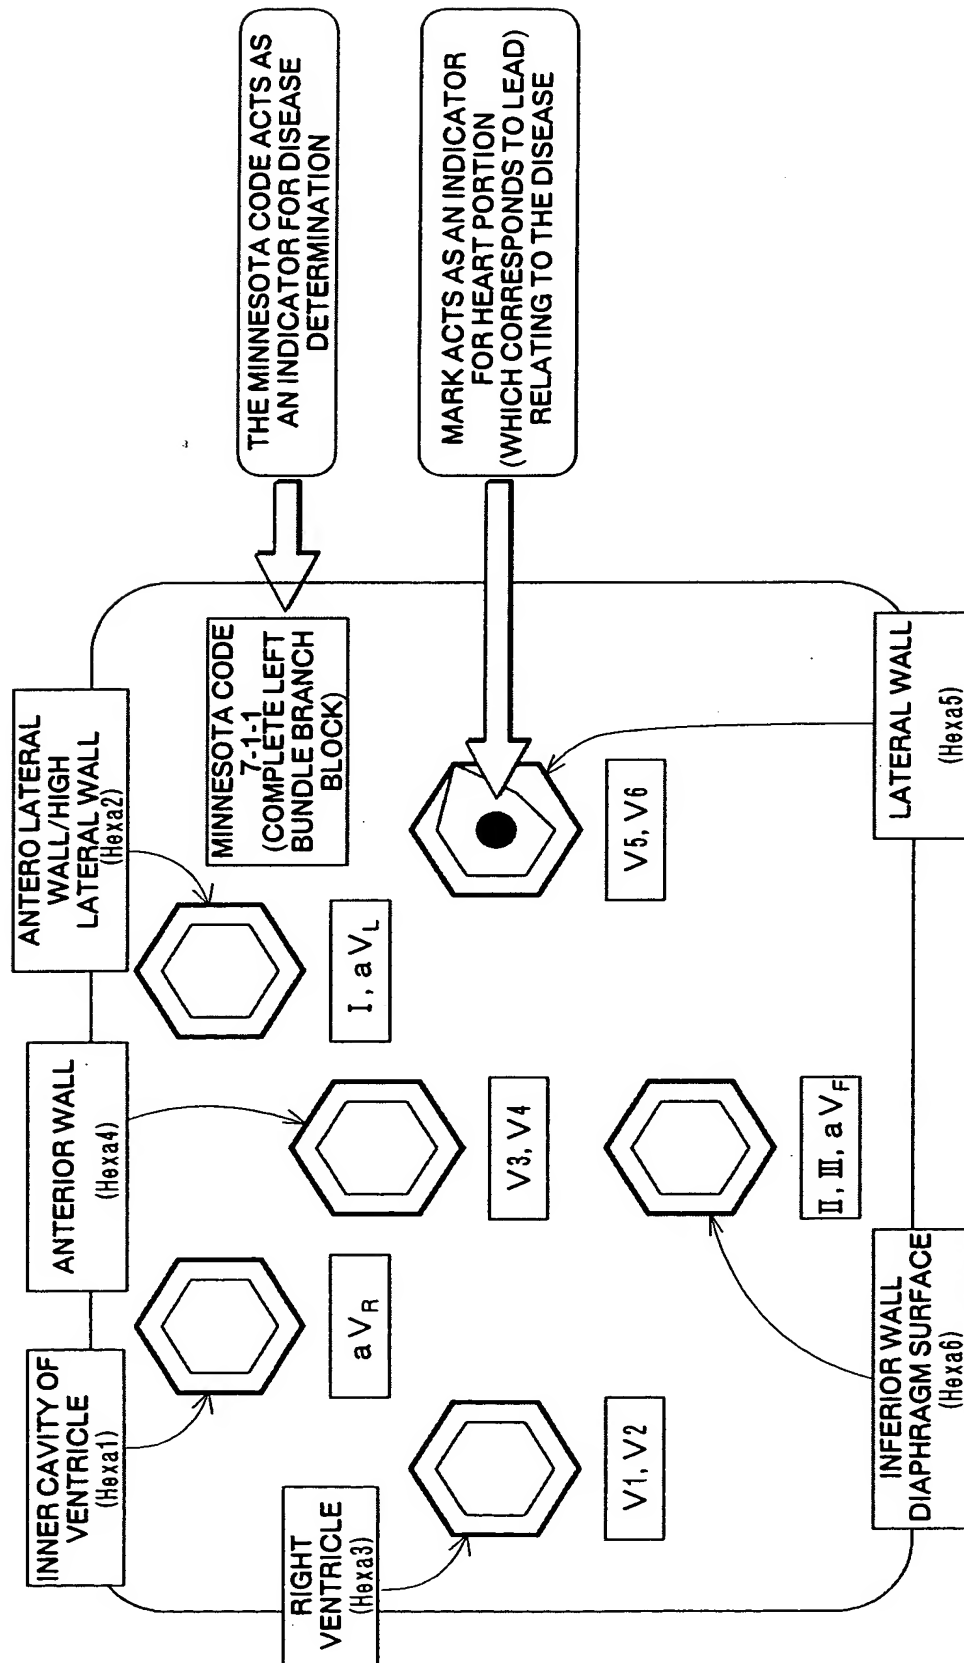 INNER CAVITY OF
VENTRICLE
(Hexa1)
ANTERIOR WALL
(Hexa4)
ANTERO LATERAL
WALL/HIGH
LATERAL WALL
(Hexa2)
RIGHT
VENTRICLE
(Hexa3)
aVR
I, aVL
MINNESOTA CODE
7-1-1
(COMPLETE LEFT
BUNDLE BRANCH
BLOCK)
THE MINNESOTA CODE ACTS AS
AN INDICATOR FOR DISEASE
DETERMINATION
V3, V4
MARK ACTS AS AN INDICATOR
FOR HEART PORTION
(WHICH CORRESPONDS TO LEAD)
RELATING TO THE DISEASE
V1, V2
V5, V6
II, III, aVF
INFERIOR WALL
DIAPHRAGM SURFACE
(Hexa6)
LATERAL WALL
(Hexa5)